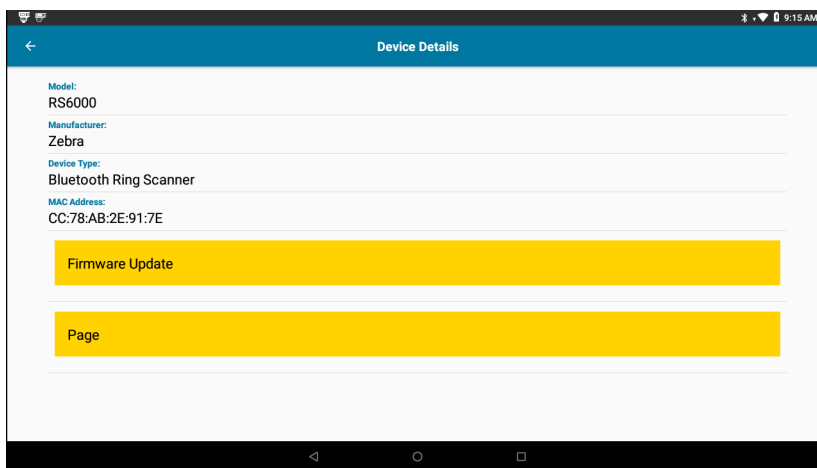 9:15 AM
Device Details
Model:
RS6000
Manufacturer:
Zebra
Device Type:
Bluetooth Ring Scanner
MAC Address:
CC:78:AB:2E:91:7E
Firmware Update
Page